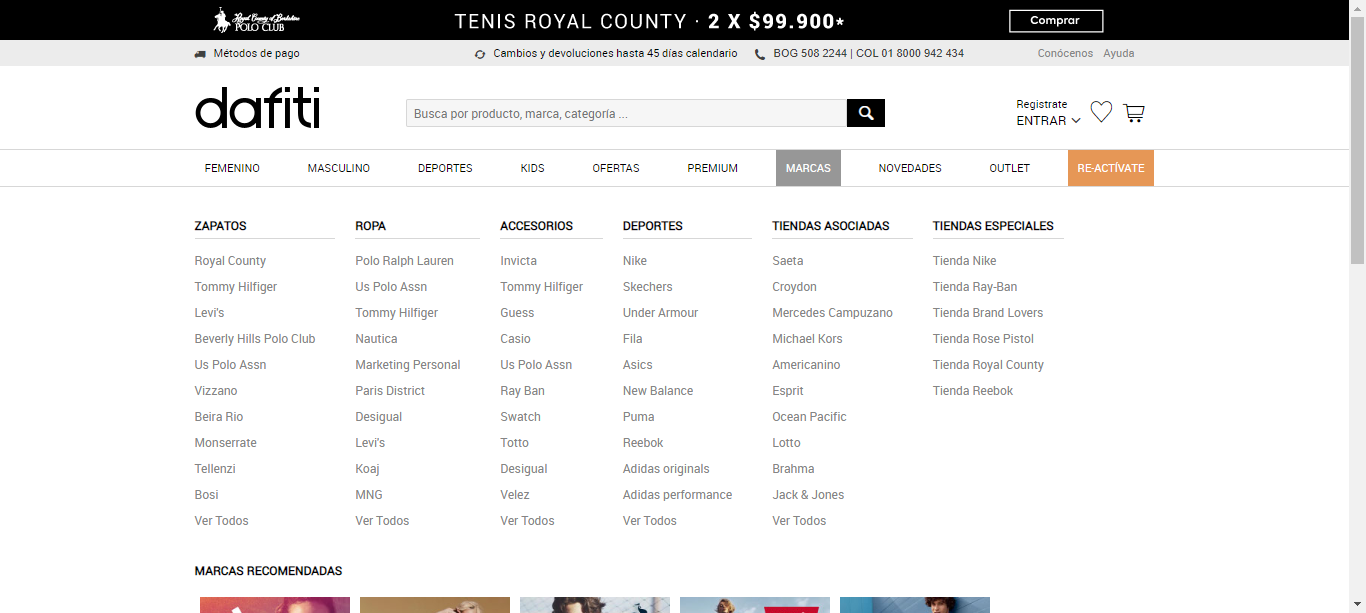 Royal County of Berkshire
POLO CLUB
TENIS ROYAL COUNTY · 2 X $99.900*
Comprar
Métodos de pago
Cambios y devoluciones hasta 45 días calendario
BOG 508 2244 | COL 01 8000 942 434
Conócenos
Ayuda
dafiti
Busca por producto, marca, categoría ...
Registrate
ENTRAR
FEMENINO
MASCULINO
DEPORTES
KIDS
OFERTAS
PREMIUM
MARCAS
NOVEDADES
OUTLET
RE-ACTÍVATE
ZAPATOS
Royal County
Tommy Hilfiger
Levi's
Beverly Hills Polo Club
Us Polo Assn
Vizzano
Beira Rio
Monserrate
Tellenzi
Bosi
Ver Todos
ROPA
Polo Ralph Lauren
Us Polo Assn
Tommy Hilfiger
Nautica
Marketing Personal
Paris District
Desigual
Levi's
Koaj
MNG
Ver Todos
ACCESORIOS
Invicta
Tommy Hilfiger
Guess
Casio
Us Polo Assn
Ray Ban
Swatch
Totto
Desigual
Velez
Ver Todos
DEPORTES
Nike
Skechers
Under Armour
Fila
Asics
New Balance
Puma
Reebok
Adidas originals
Adidas performance
Ver Todos
TIENDAS ASOCIADAS
Saeta
Croydon
Mercedes Campuzano
Michael Kors
Americanino
Esprit
Ocean Pacific
Lotto
Brahma
Jack & Jones
Ver Todos
TIENDAS ESPECIALES
Tienda Nike
Tienda Ray-Ban
Tienda Brand Lovers
Tienda Rose Pistol
Tienda Royal County
Tienda Reebok
MARCAS RECOMENDADAS